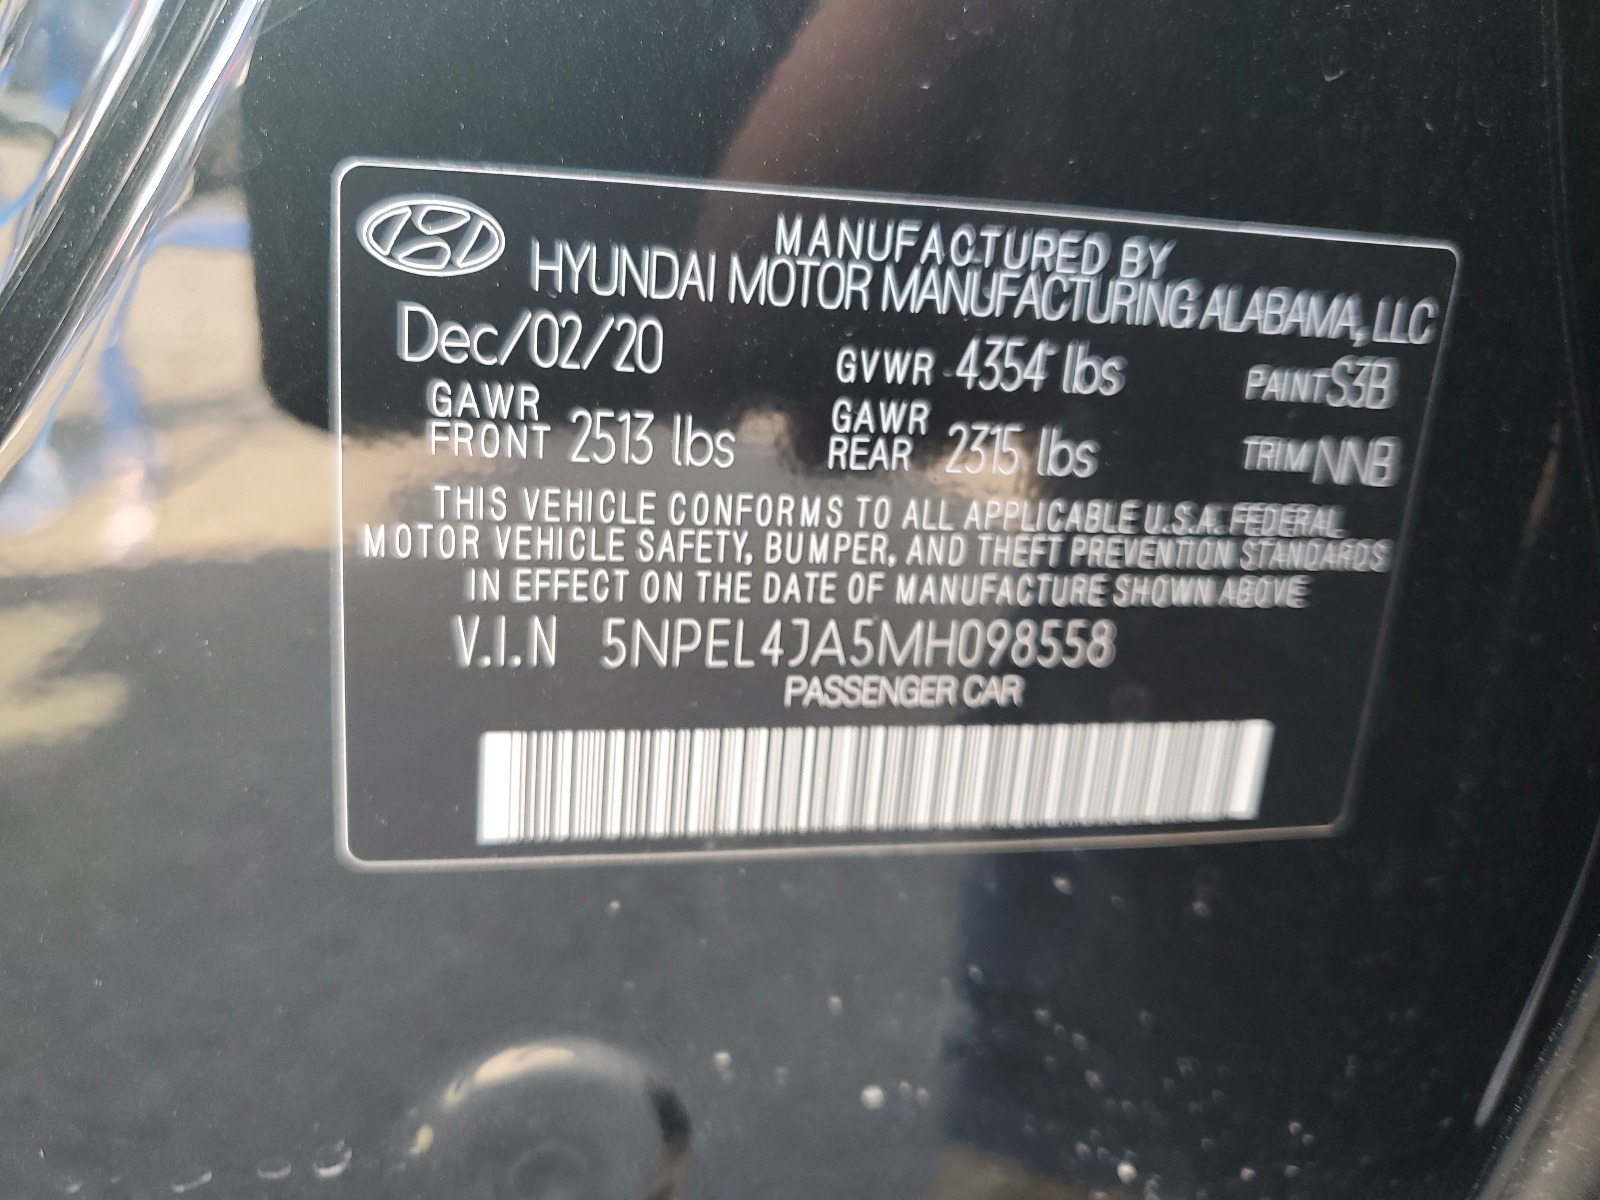 MANUFACTURED BY
HYUNDAI MOTOR MANUFACTURING ALABAMA, LLC
Dec/02/20 GVWR 4354 lbs PAINT S3B
GAWR FRONT 2513 lbs GAWR REAR 2315 lbs TRIM NNB
THIS VEHICLE CONFORMS TO ALL APPLICABLE U.S.A. FEDERAL
MOTOR VEHICLE SAFETY, BUMPER, AND THEFT PREVENTION STANDARDS
IN EFFECT ON THE DATE OF MANUFACTURE SHOWN ABOVE
V.I.N 5NPEL4JA5MH098558
PASSENGER CAR